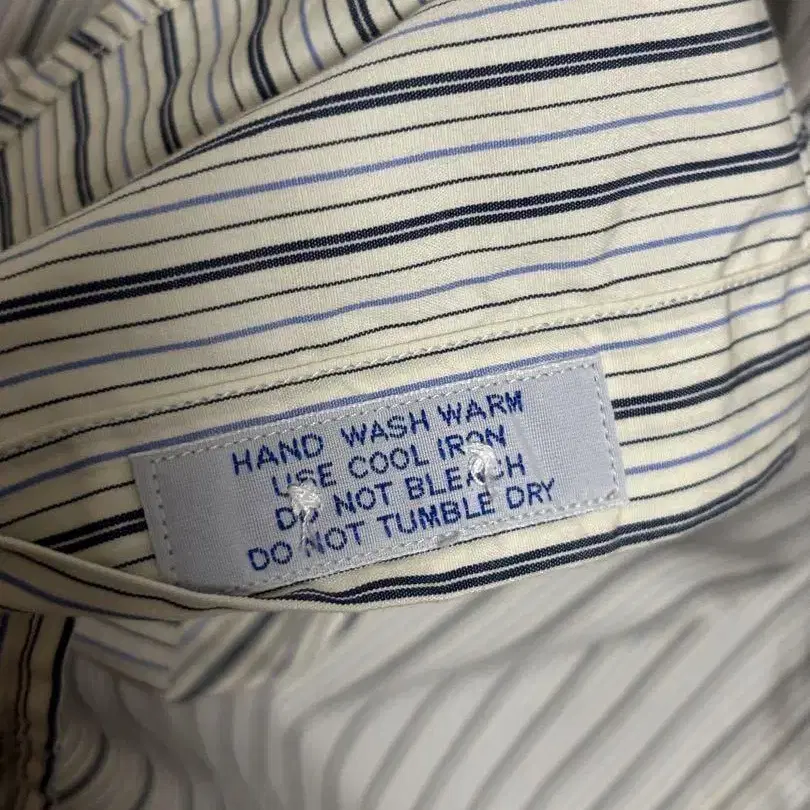 HAND WASH WARM
USE COOL IRON
DO NOT BLEACH
DO NOT TUMBLE DRY